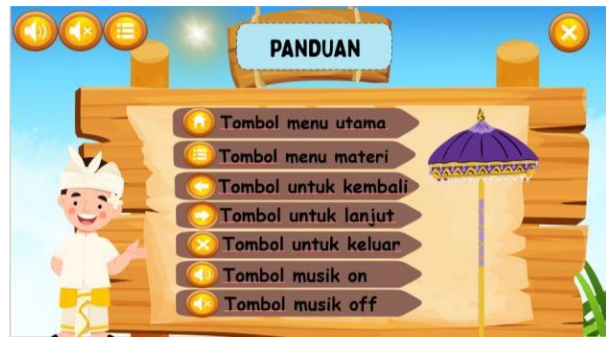 PANDUAN
Tombol menu utama
Tombol menu materi
Tombol untuk kembali
Tombol untuk lanjut
Tombol untuk keluar
Tombol musik on
Tombol musik off